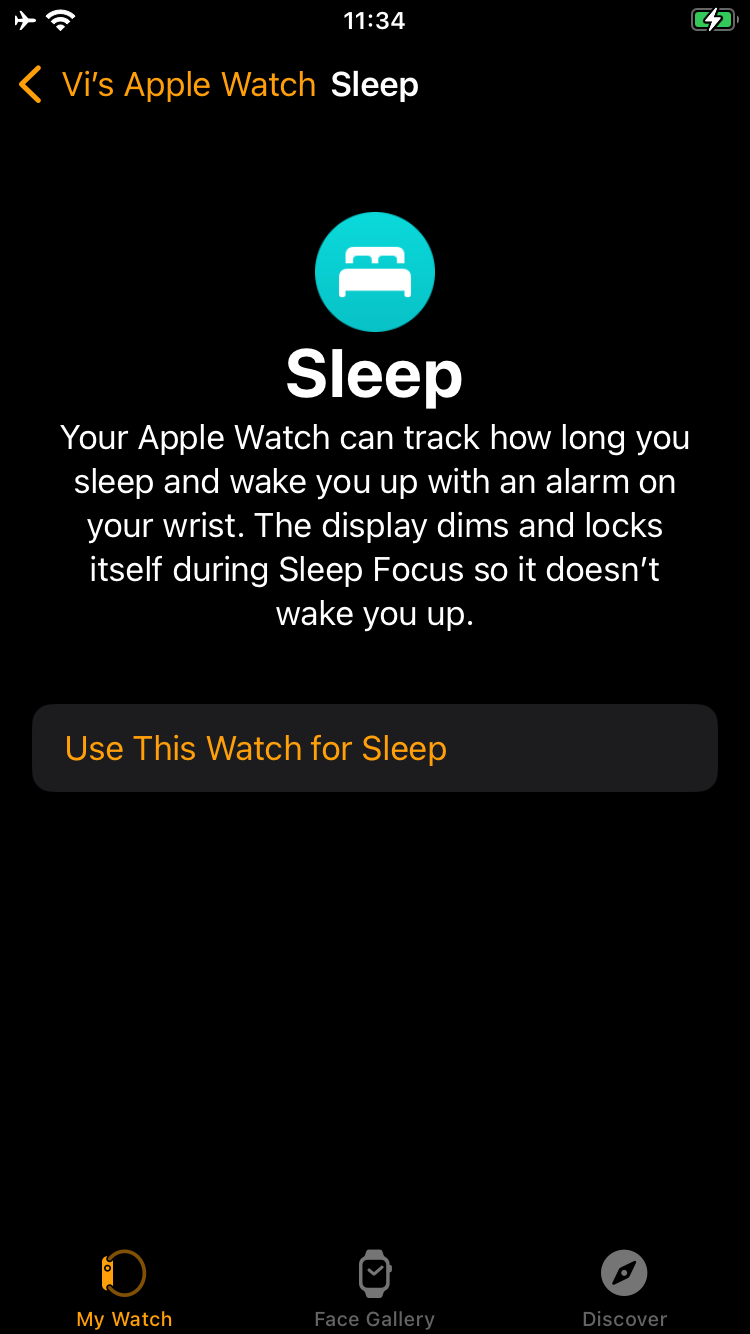 11:34
Vi’s Apple Watch Sleep
Sleep
Your Apple Watch can track how long you
sleep and wake you up with an alarm on
your wrist. The display dims and locks
itself during Sleep Focus so it doesn’t
wake you up.
Use This Watch for Sleep
My Watch Face Gallery Discover